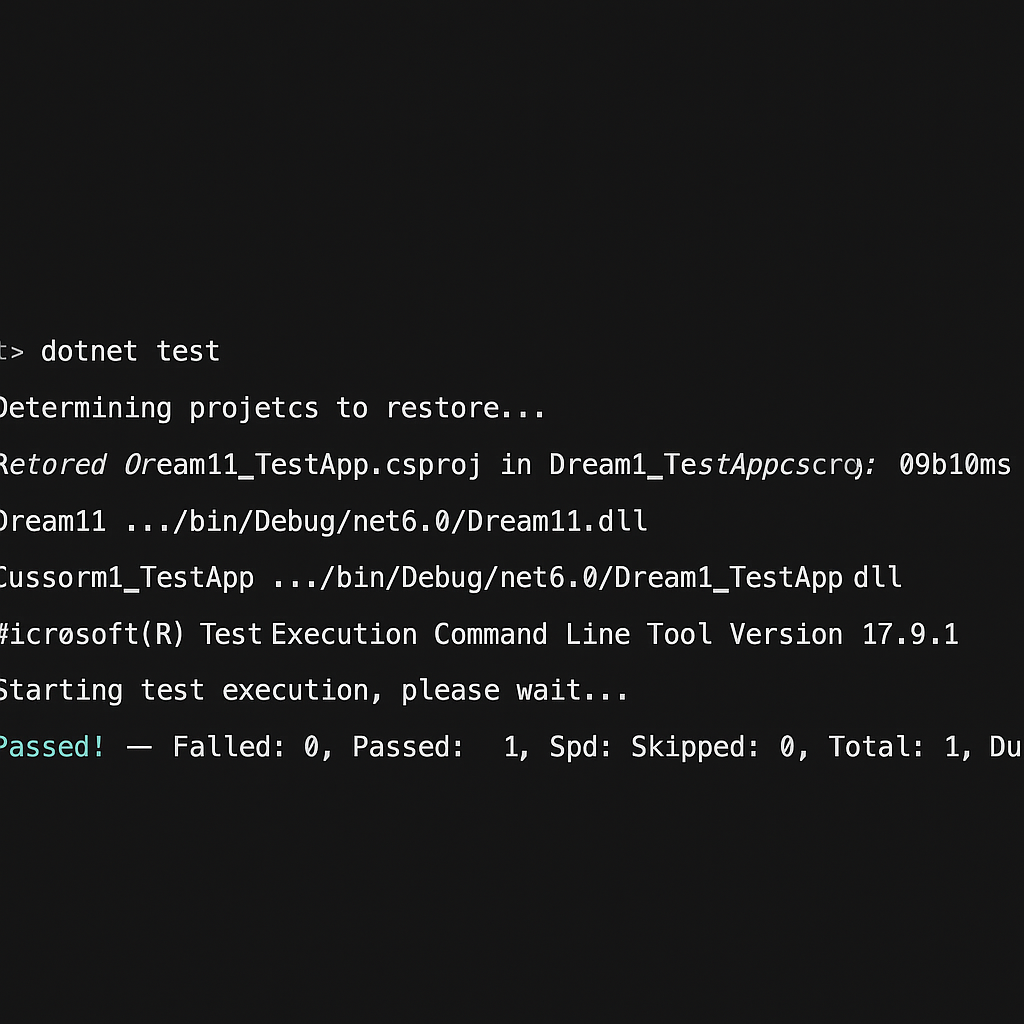 t> dotnet test
Determining projetcs to restore...
Retored Oream11_TestApp.csproj in Dream1_TestAppcscroj: 09b10ms
Dream11 .../bin/Debug/net6.0/Dream11.dll
Cussorm1_TestApp .../bin/Debug/net6.0/Dream1_TestApp dll
#icrøsoft(R) Test Execution Command Line Tool Version 17.9.1
Starting test execution, please wait...
Passed! — Falled: 0, Passed: 1, Spd: Skipped: 0, Total: 1, Du